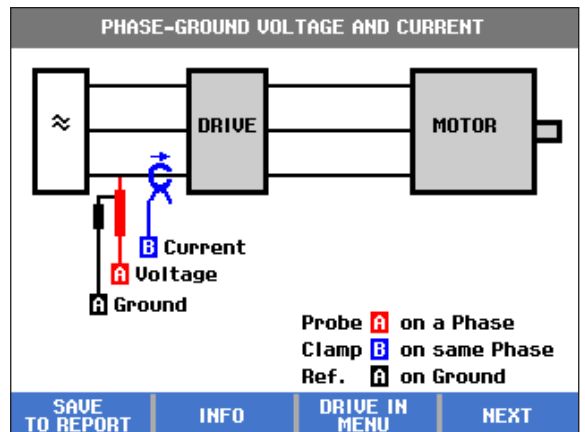 PHASE-GROUND VOLTAGE AND CURRENT
≈
DRIVE
MOTOR
B Current
A Voltage
A Ground
Probe A on a Phase
Clamp B on same Phase
Ref. A on Ground
SAVE
TO REPORT
INFO
DRIVE IN
MENU
NEXT